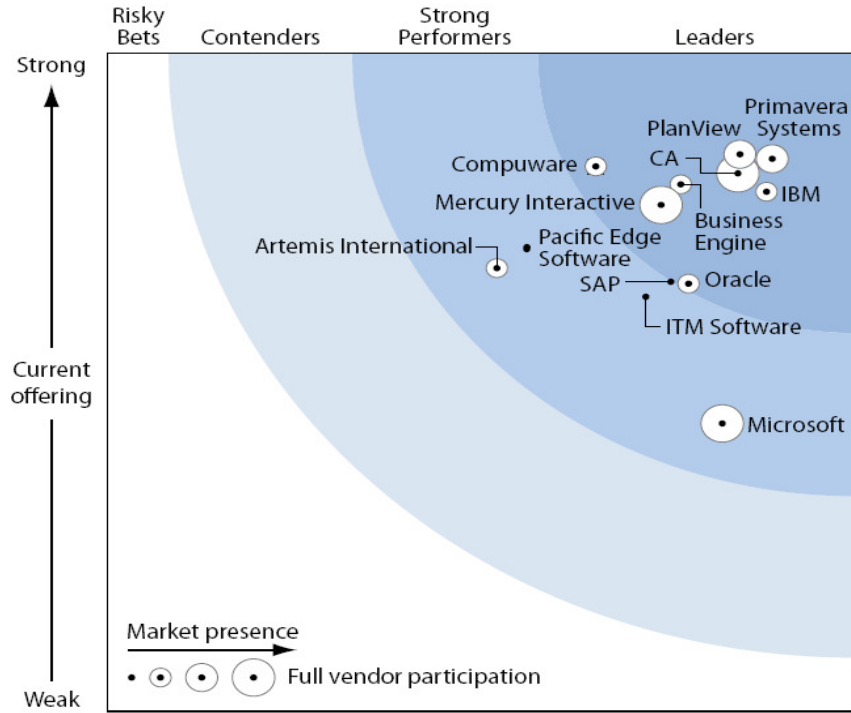 Risky
Bets
Contenders
Strong
Performers
Leaders
Strong
Current
offering
Weak
Primavera
Systems
PlanView
CA
Compuware
IBM
Mercury Interactive
Business
Engine
Artemis International
Pacific Edge
Software
SAP
Oracle
ITM Software
Microsoft
Market presence
Full vendor participation